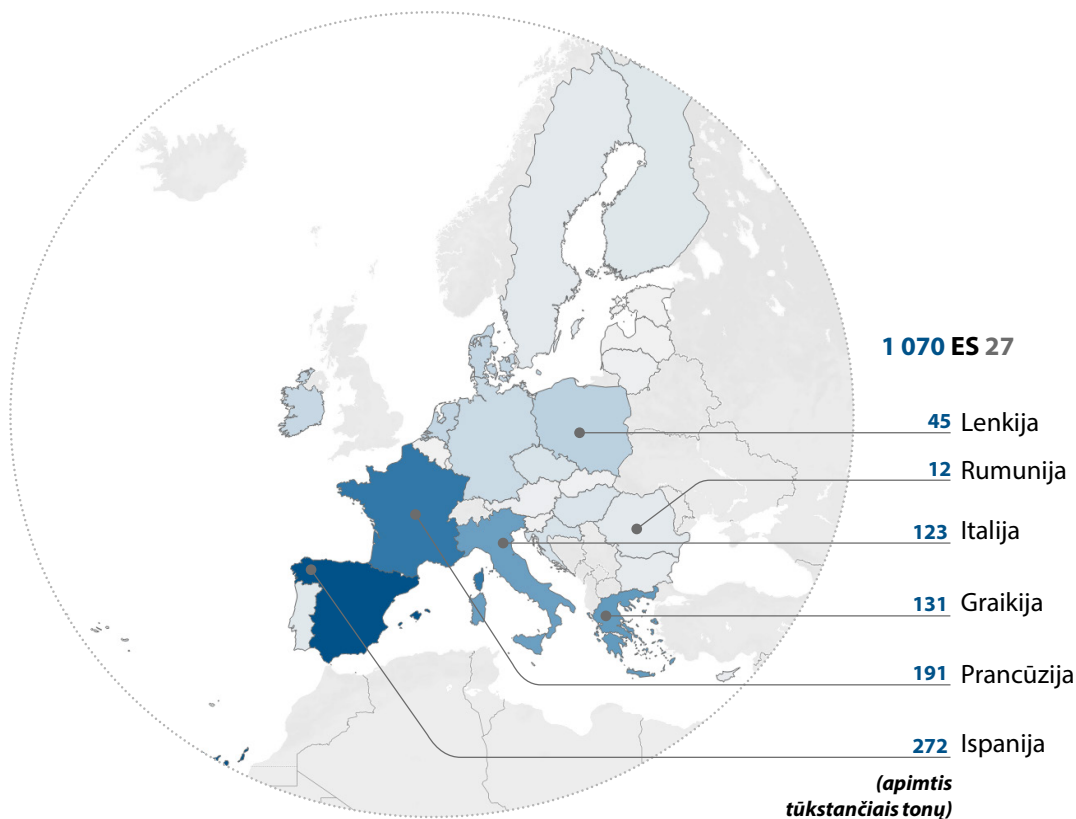 1 070 ES 27
45 Lenkija
12 Rumunija
123 Italija
131 Graikija
191 Prancūzija
272 Ispanija
(apimtis
tūkstančiais tonų)